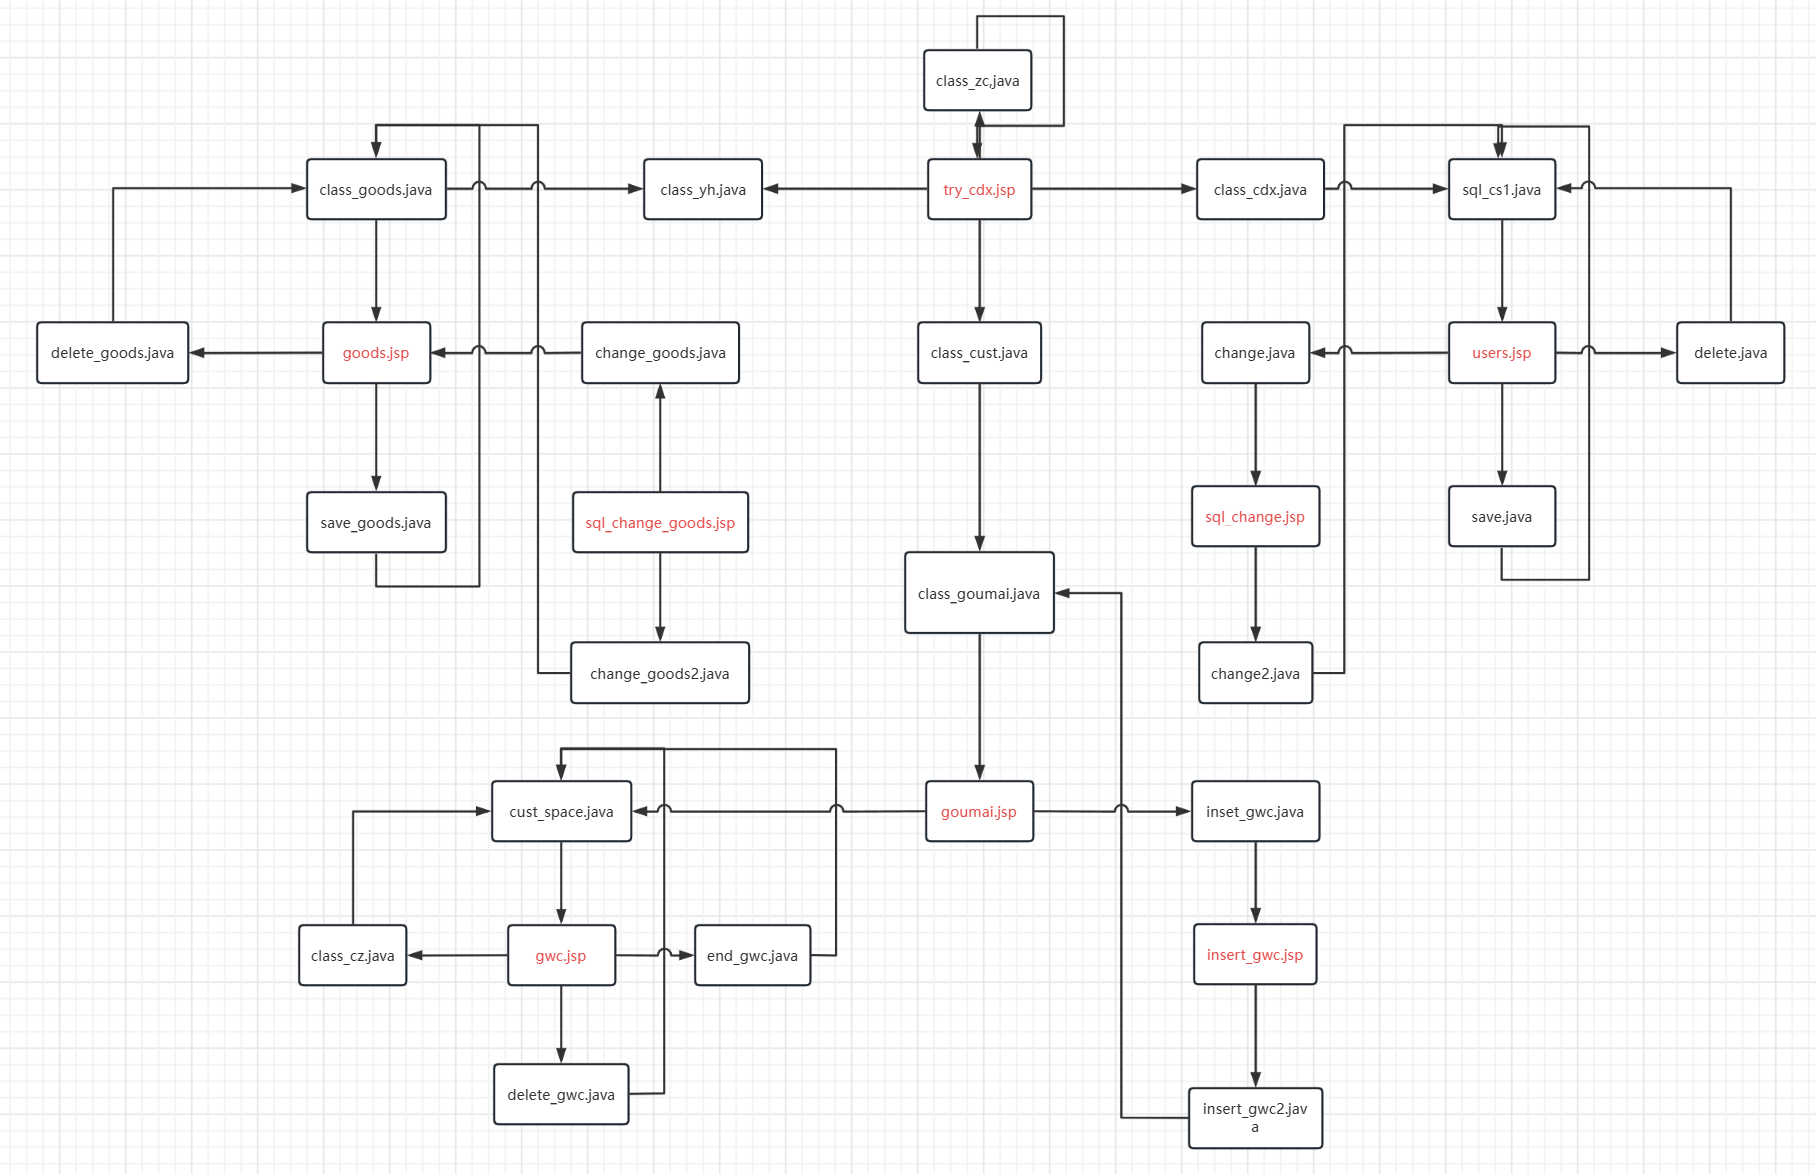 class_zc,java
class_goods.java
class_yh.java
try_cdx.jsp
class_cdx.java
sql_cs1.java
delete_goods.java
goods.jsp
change_goods.java
class_cust.java
change.java
users.jsp
delete.java
save_goods.java
sql_change_goods.jsp
sql_change.jsp
save.java
class_goumai.java
change_goods2.java
change2.java
cust_space.java
goumai.jsp
inset_gwc.java
class_cz.java
gwc.jsp
end_gwc.java
insert_gwc.jsp
delete_gwc.java
insert_gwc2.jav
a